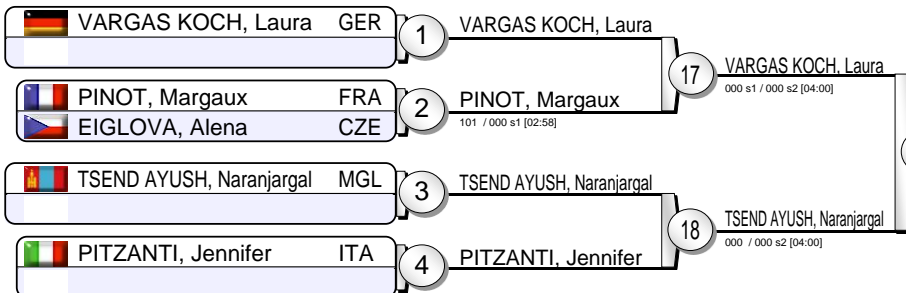 VARGAS KOCH, Laura GER
1
VARGAS KOCH, Laura
17
VARGAS KOCH, Laura
000 s1 / 000 s2 [04:00]
PINOT, Margaux FRA
EIGLOVA, Alena CZE
2
PINOT, Margaux
101 / 000 s1 [02:58]
TSEND AYUSH, Naranjargal MGL
3
TSEND AYUSH, Naranjargal
18
TSEND AYUSH, Naranjargal
000 / 000 s2 [04:00]
PITZANTI, Jennifer ITA
4
PITZANTI, Jennifer